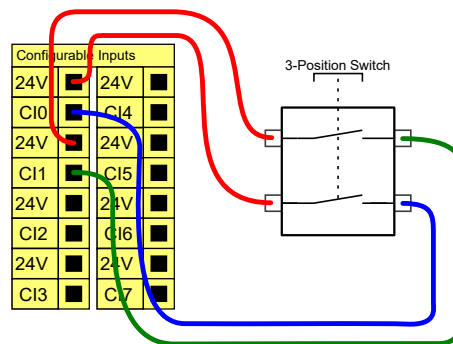 Configurable Inputs
3-Position Switch
24V 24V
CI0 CI4
24V 24V
CI1 CI5
24V 24V
CI2 CI6
24V 24V
CI3 CI7